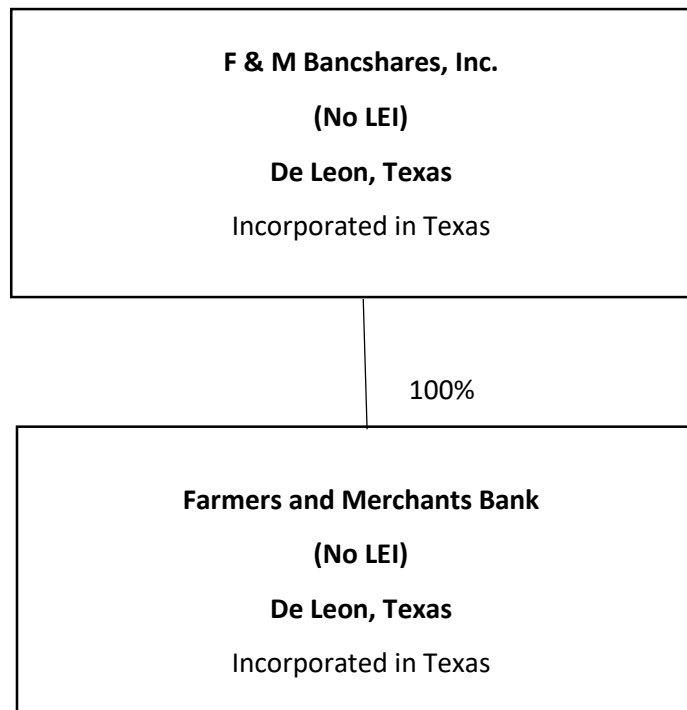 F & M Bancshares, Inc.
(No LEI)
De Leon, Texas
Incorporated in Texas
100%
Farmers and Merchants Bank
(No LEI)
De Leon, Texas
Incorporated in Texas